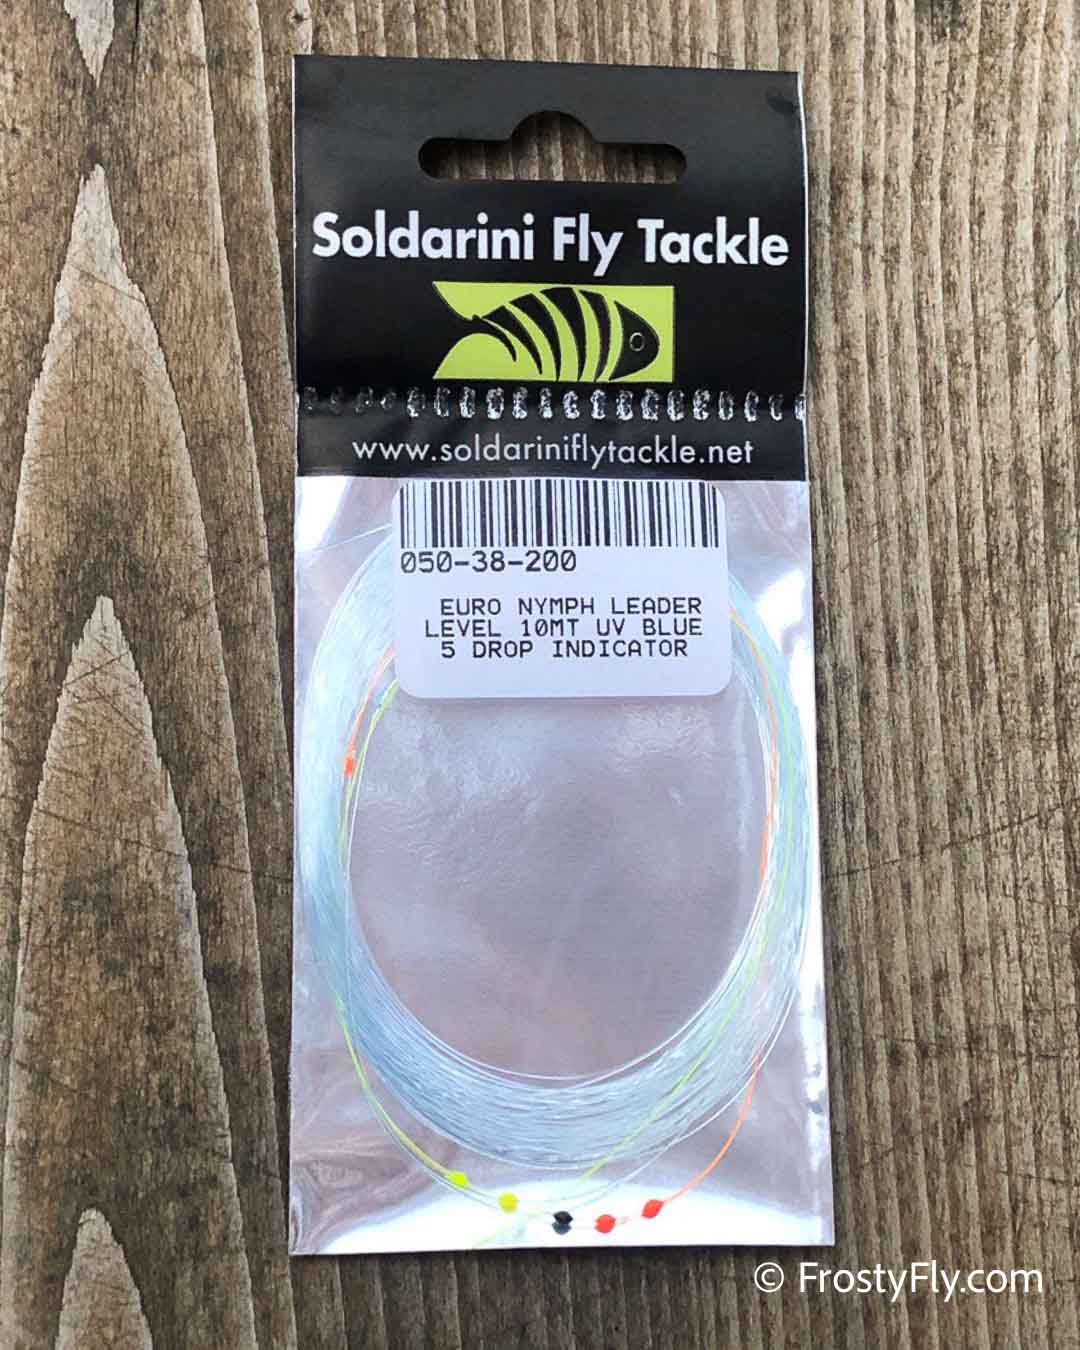 Soldarini Fly Tackle
www.soldariniflytackle.net
050-38-200
EURO NYMPH LEADER
LEVEL 10MT UV BLUE
5 DROP INDICATOR
© FrostyFly.com